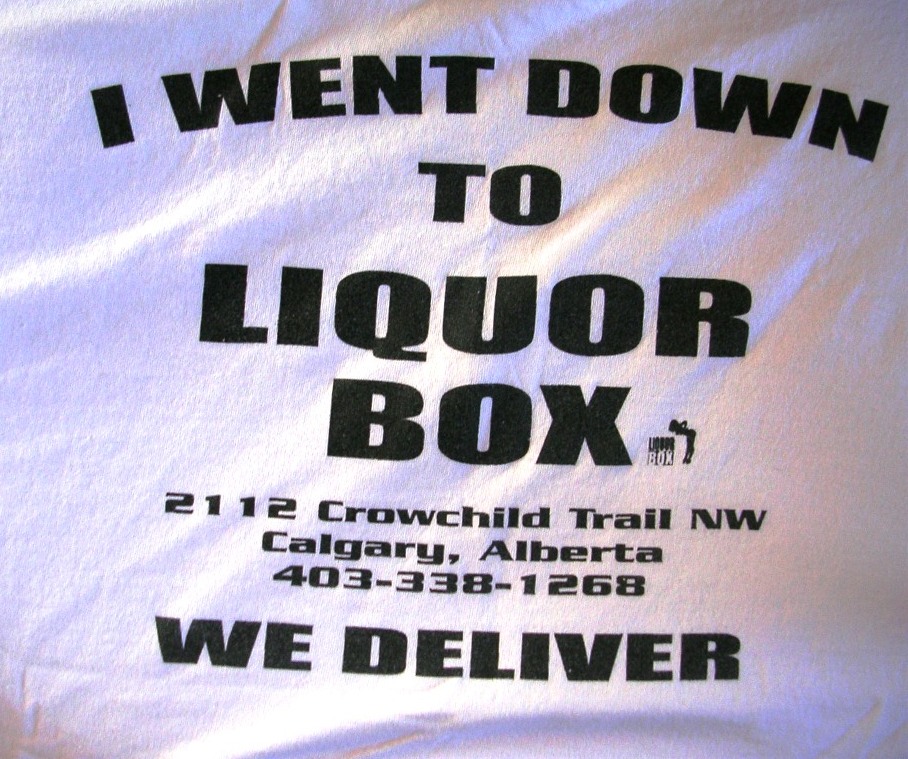 I WENT DOWN
TO
LIQUOR
BOX
LIQUOR
BOX
2112 Crowchild Trail NW
Calgary, Alberta
403-338-1268
WE DELIVER